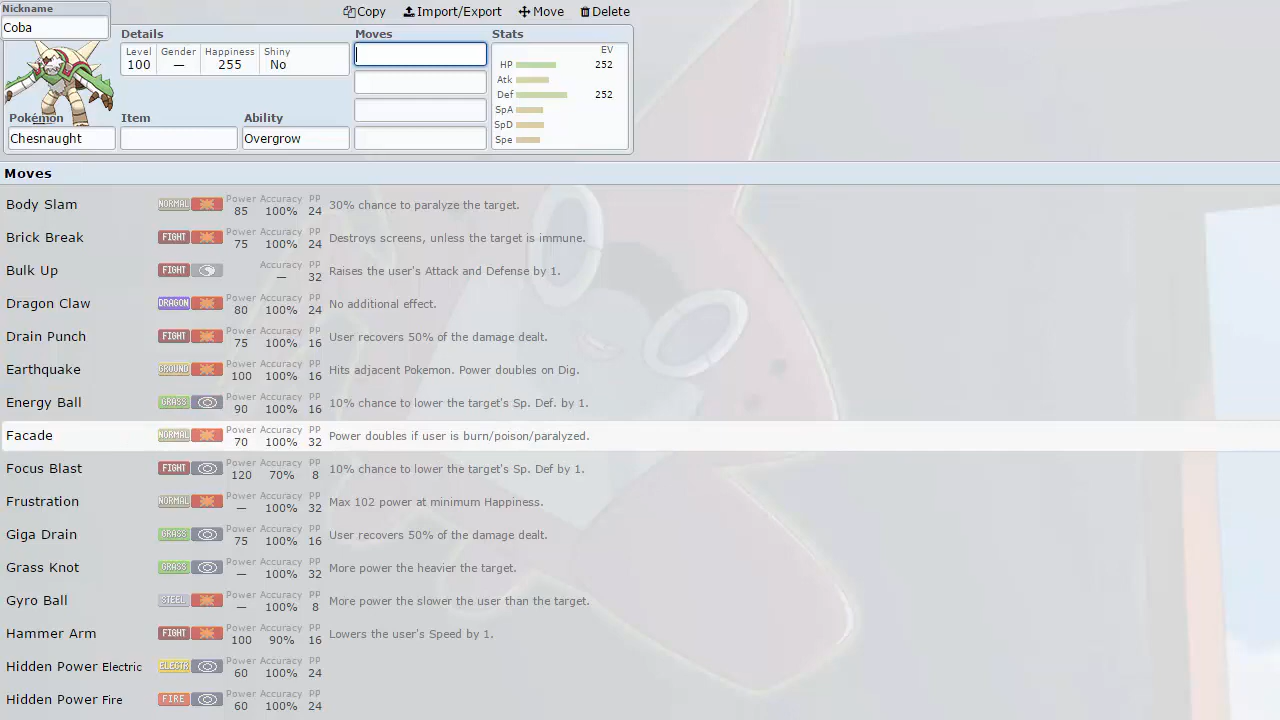 Nickname
Coba
Copy Import/Export Move Delete
Details
Level Gender Happiness Shiny
100 — 255 No
Moves
Stats
EV
HP 252
Atk
Def 252
SpA
SpD
Spe
Pokémon Item Ability
Chesnaught Overgrow
Moves
Body Slam NORMAL Power 85 Accuracy 100% PP 24 30% chance to paralyze the target.
Brick Break FIGHT Power 75 Accuracy 100% PP 24 Destroys screens, unless the target is immune.
Bulk Up FIGHT Accuracy — PP 32 Raises the user's Attack and Defense by 1.
Dragon Claw DRAGON Power 80 Accuracy 100% PP 24 No additional effect.
Drain Punch FIGHT Power 75 Accuracy 100% PP 16 User recovers 50% of the damage dealt.
Earthquake GROUND Power 100 Accuracy 100% PP 16 Hits adjacent Pokemon. Power doubles on Dig.
Energy Ball GRASS Power 90 Accuracy 100% PP 16 10% chance to lower the target's Sp. Def. by 1.
Facade NORMAL Power 70 Accuracy 100% PP 32 Power doubles if user is burn/poison/paralyzed.
Focus Blast FIGHT Power 120 Accuracy 70% PP 8 10% chance to lower the target's Sp. Def by 1.
Frustration NORMAL Power — Accuracy 100% PP 32 Max 102 power at minimum Happiness.
Giga Drain GRASS Power 75 Accuracy 100% PP 16 User recovers 50% of the damage dealt.
Grass Knot GRASS Power — Accuracy 100% PP 32 More power the heavier the target.
Gyro Ball STEEL Power — Accuracy 100% PP 8 More power the slower the user than the target.
Hammer Arm FIGHT Power 100 Accuracy 90% PP 16 Lowers the user's Speed by 1.
Hidden Power Electric ELECTR Power 60 Accuracy 100% PP 24
Hidden Power Fire FIRE Power 60 Accuracy 100% PP 24